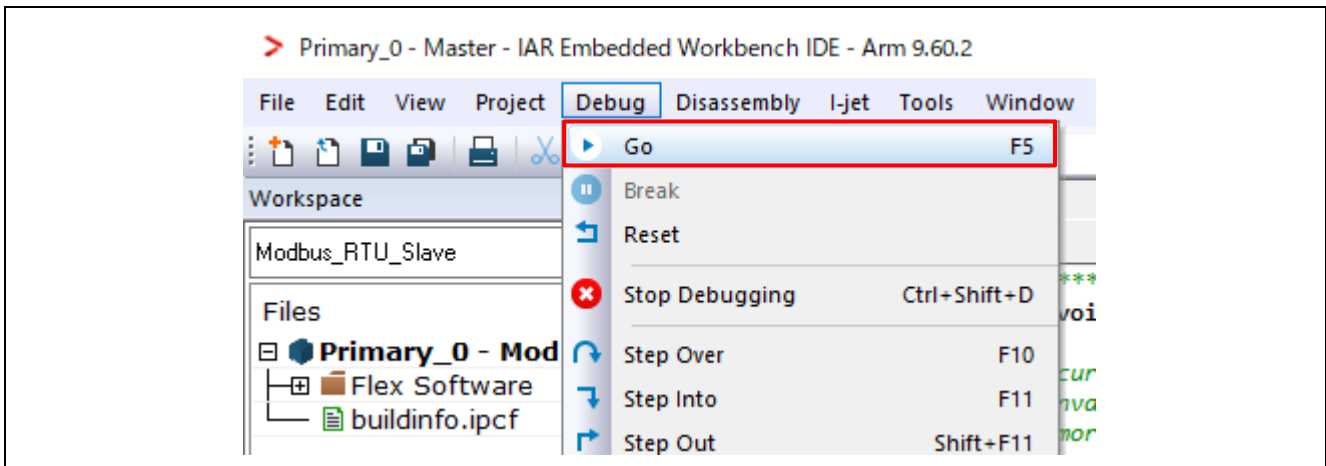 Primary_0 - Master - IAR Embedded Workbench IDE - Arm 9.60.2
File Edit View Project Debug Disassembly I-jet Tools Window
Go F5
Workspace
Break
Modbus_RTU_Slave
Reset
Stop Debugging Ctrl+Shift+D
Files
Primary_0 - Mod
Step Over F10
Flex Software
Step Into F11
buildinfo.ipcf
Step Out Shift+F11